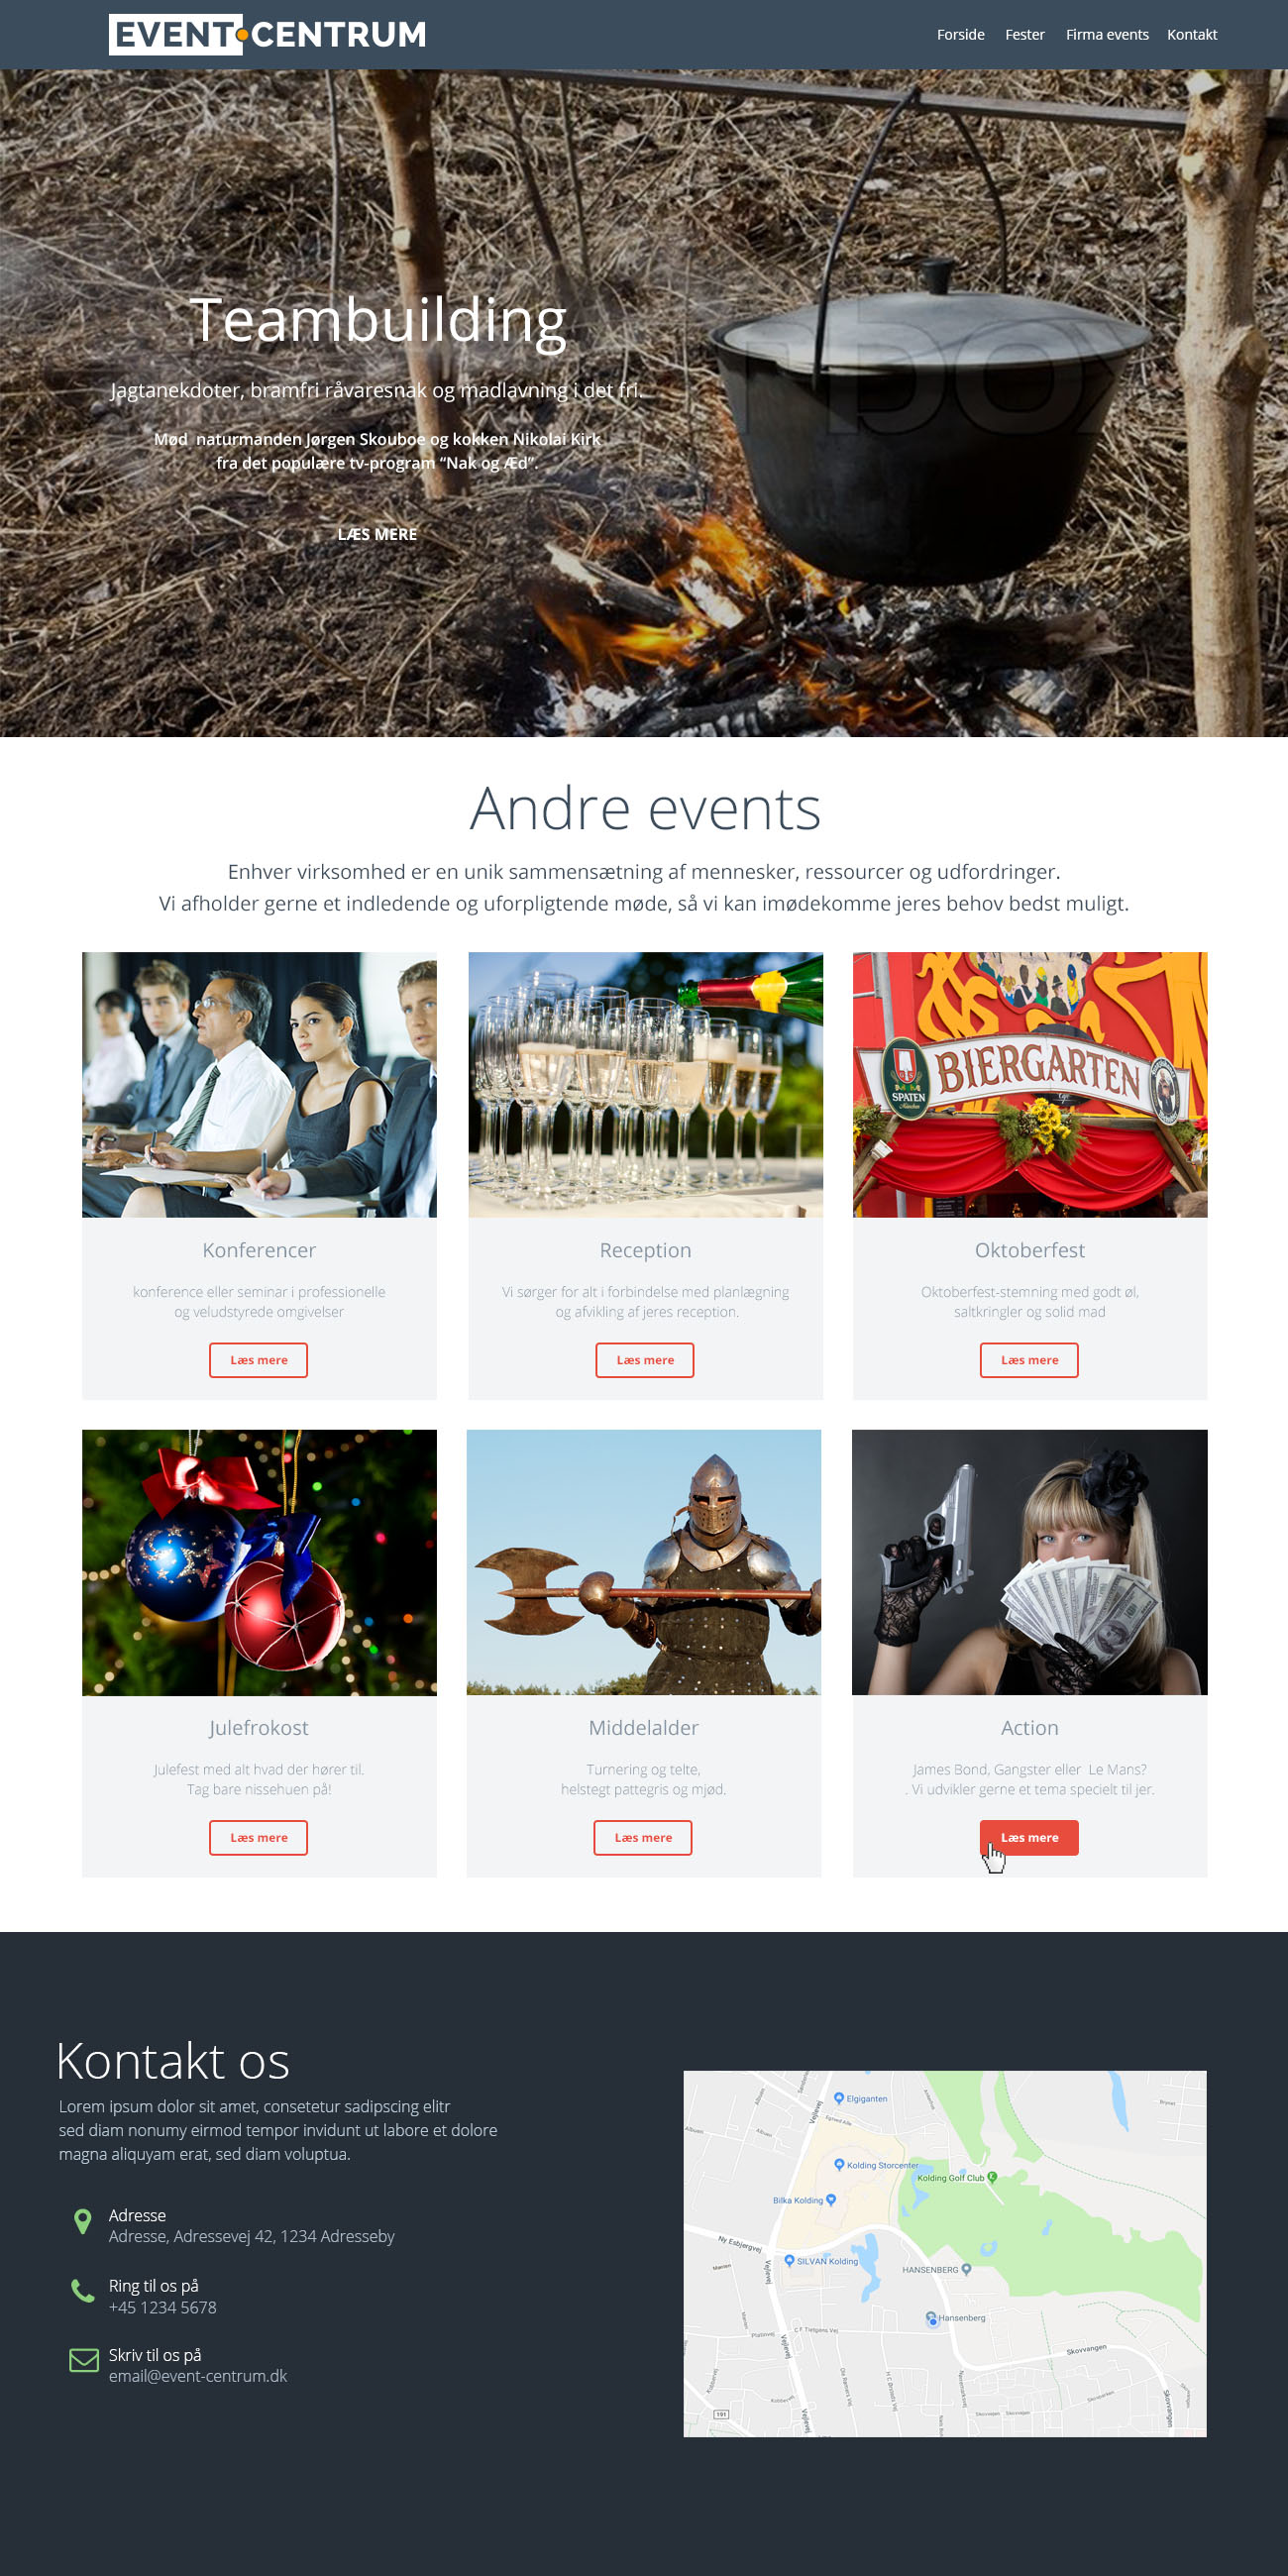 EVENT CENTRUM
Forside Fester Firma events Kontakt
Teambuilding
Jagtanekdoter, bramfri råvaresnak og madlavning i det fri.
Mød naturmanden Jørgen Skouboe og kokken Nikolai Kirk
fra det populære tv-program “Nak og Æd”.
LÆS MERE
Andre events
Enhver virksomhed er en unik sammensætning af mennesker, ressourcer og udfordringer.
Vi afholder gerne et indledende og uforpligtende møde, så vi kan imødekomme jeres behov bedst muligt.
BIERGARTEN
SPATEN
Konferencer
konference eller seminar i professionelle
og veludstyrede omgivelser
Læs mere
Reception
Vi sørger for alt i forbindelse med planlægning
og afvikling af jeres reception.
Læs mere
Oktoberfest
Oktoberfest-stemning med godt øl,
saltkringler og solid mad
Læs mere
Julefrokost
Julefest med alt hvad der hører til.
Tag bare nissehuen på!
Læs mere
Middelalder
Turnering og telte,
helstegt pattegris og mjød.
Læs mere
Action
James Bond, Gangster eller Le Mans?
. Vi udvikler gerne et tema specielt til jer.
Læs mere
Kontakt os
Lorem ipsum dolor sit amet, consetetur sadipscing elitr
sed diam nonumy eirmod tempor invidunt ut labore et dolore
magna aliquyam erat, sed diam voluptua.
Adresse
Adresse, Adressevej 42, 1234 Adresseby
Ring til os på
+45 1234 5678
Skriv til os på
email@event-centrum.dk
Elgiganten
Vejlevej
Kolding Storcenter
Kolding Golf Club
Bilka Kolding
Ny Esbjergvej
SILVAN Kolding
HANSENBERG
Vejlevej
Hansenberg
C F Tietgens Vej
Vejlevej
Skovvangen
Skovvangen
191
Vejlevej